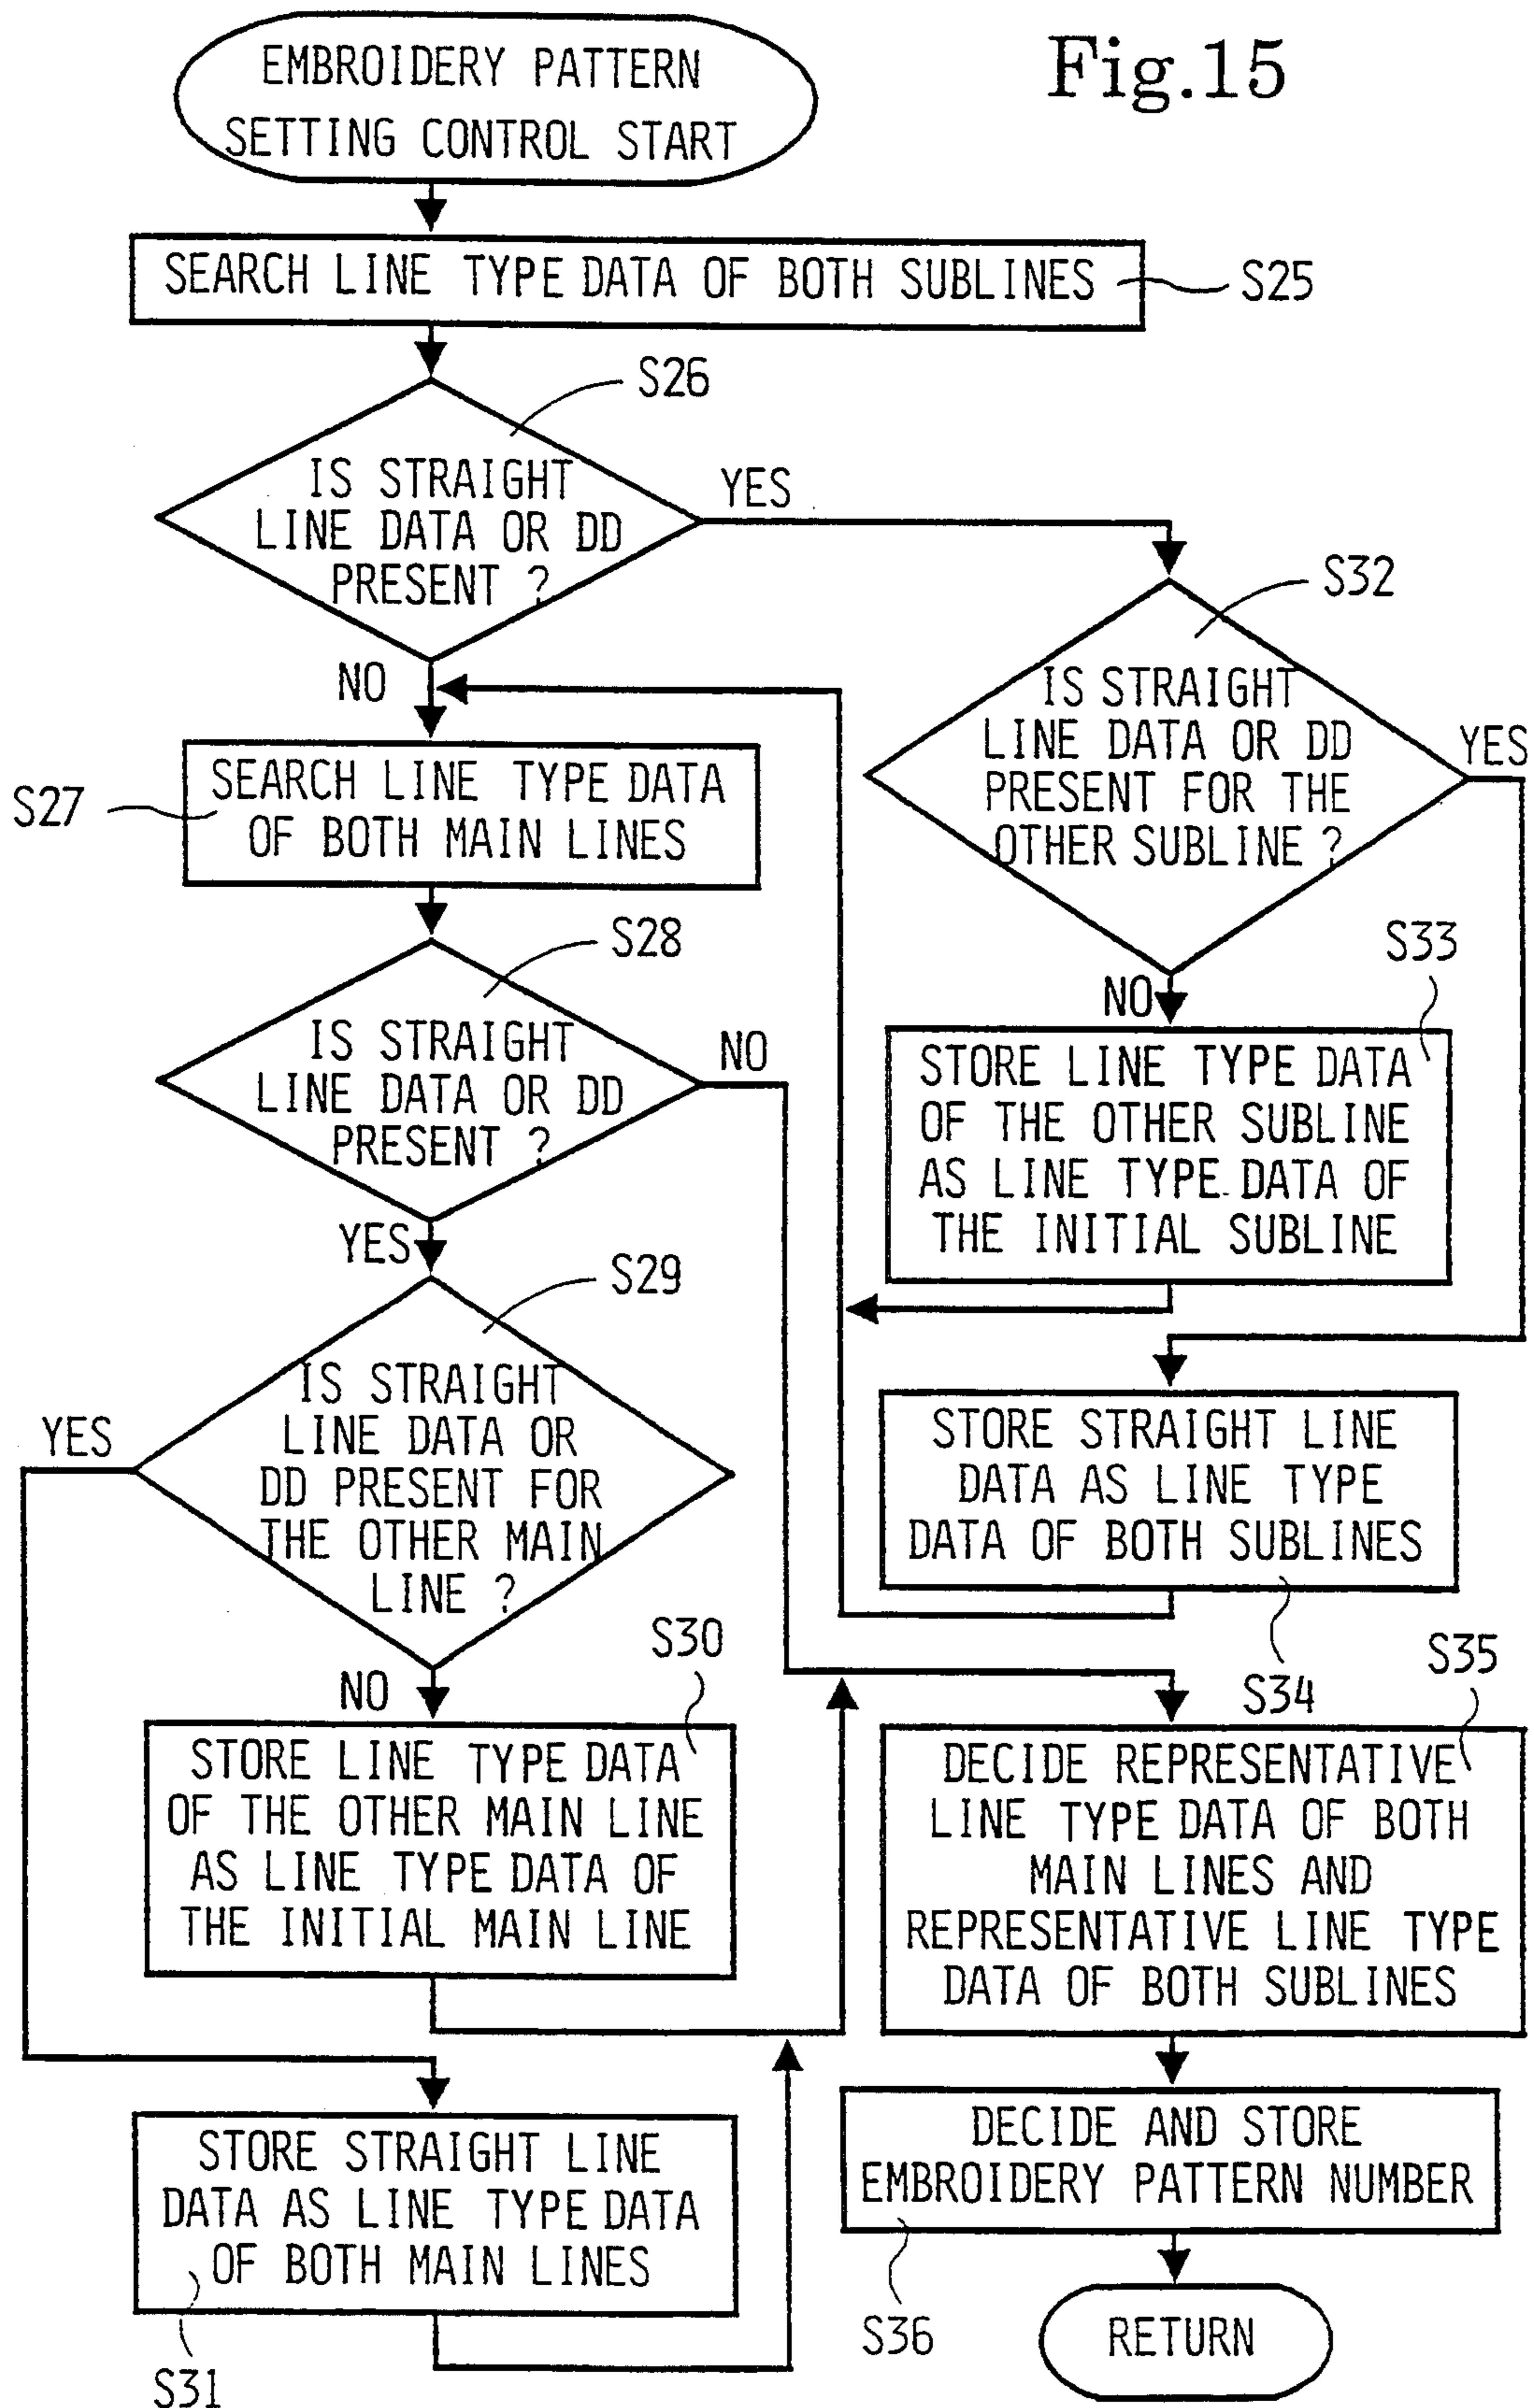 Fig.15
EMBROIDERY PATTERN
SETTING CONTROL START
SEARCH LINE TYPE DATA OF BOTH SUBLINES
S25
S26
IS STRAIGHT
LINE DATA OR DD
PRESENT ?
YES
NO
S32
IS STRAIGHT
LINE DATA OR DD
PRESENT FOR THE
OTHER SUBLINE ?
YES
NO
S27
SEARCH LINE TYPE DATA
OF BOTH MAIN LINES
S28
IS STRAIGHT
LINE DATA OR DD
PRESENT ?
NO
YES
S33
STORE LINE TYPE DATA
OF THE OTHER SUBLINE
AS LINE TYPE DATA OF
THE INITIAL SUBLINE
S29
IS STRAIGHT
LINE DATA OR
DD PRESENT FOR
THE OTHER MAIN
LINE ?
YES
NO
STORE STRAIGHT LINE
DATA AS LINE TYPE
DATA OF BOTH SUBLINES
S34
S30
STORE LINE TYPE DATA
OF THE OTHER MAIN LINE
AS LINE TYPE DATA OF
THE INITIAL MAIN LINE
S35
DECIDE REPRESENTATIVE
LINE TYPE DATA OF BOTH
MAIN LINES AND
REPRESENTATIVE LINE TYPE
DATA OF BOTH SUBLINES
STORE STRAIGHT LINE
DATA AS LINE TYPE DATA
OF BOTH MAIN LINES
S31
DECIDE AND STORE
EMBROIDERY PATTERN NUMBER
S36
RETURN